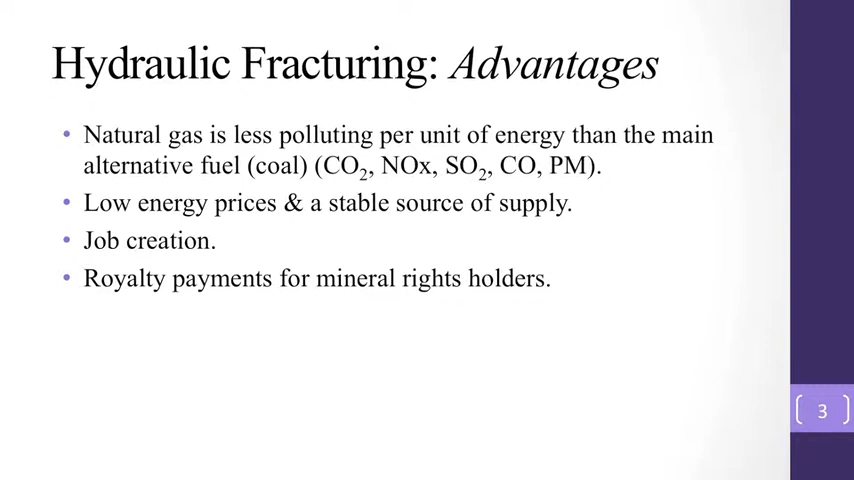 Hydraulic Fracturing: Advantages
• Natural gas is less polluting per unit of energy than the main
alternative fuel (coal) (CO₂, NOx, SO₂, CO, PM).
• Low energy prices & a stable source of supply.
• Job creation.
• Royalty payments for mineral rights holders.
3